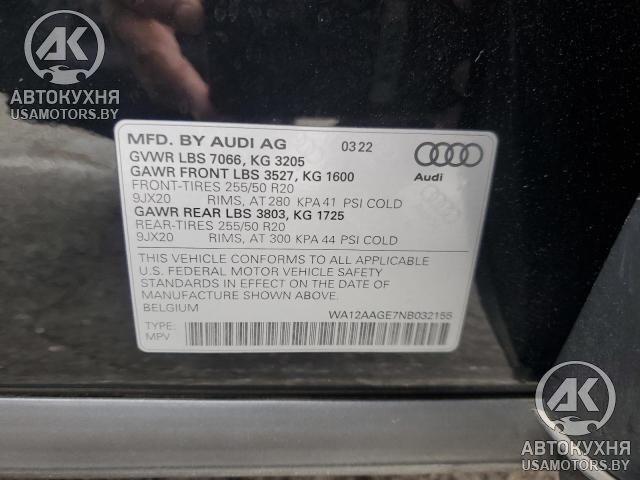 АК
АВТОКУХНЯ
USAMOTORS.BY
MFD. BY AUDI AG 03 22
GVWR LBS 7066, KG 3205
GAWR FRONT LBS 3527, KG 1600
FRONT-TIRES 255/50 R20
9JX20 RIMS, AT 280 KPA 41 PSI COLD
GAWR REAR LBS 3803, KG 1725
REAR-TIRES 255/50 R20
9JX20 RIMS, AT 300 KPA 44 PSI COLD
Audi
THIS VEHICLE CONFORMS TO ALL APPLICABLE
U.S. FEDERAL MOTOR VEHICLE SAFETY
STANDARDS IN EFFECT ON THE DATE OF
MANUFACTURE SHOWN ABOVE.
BELGIUM WA12AAGE7NB032155
TYPE:
MPV
АК
АВТОКУХНЯ
USAMOTORS.BY